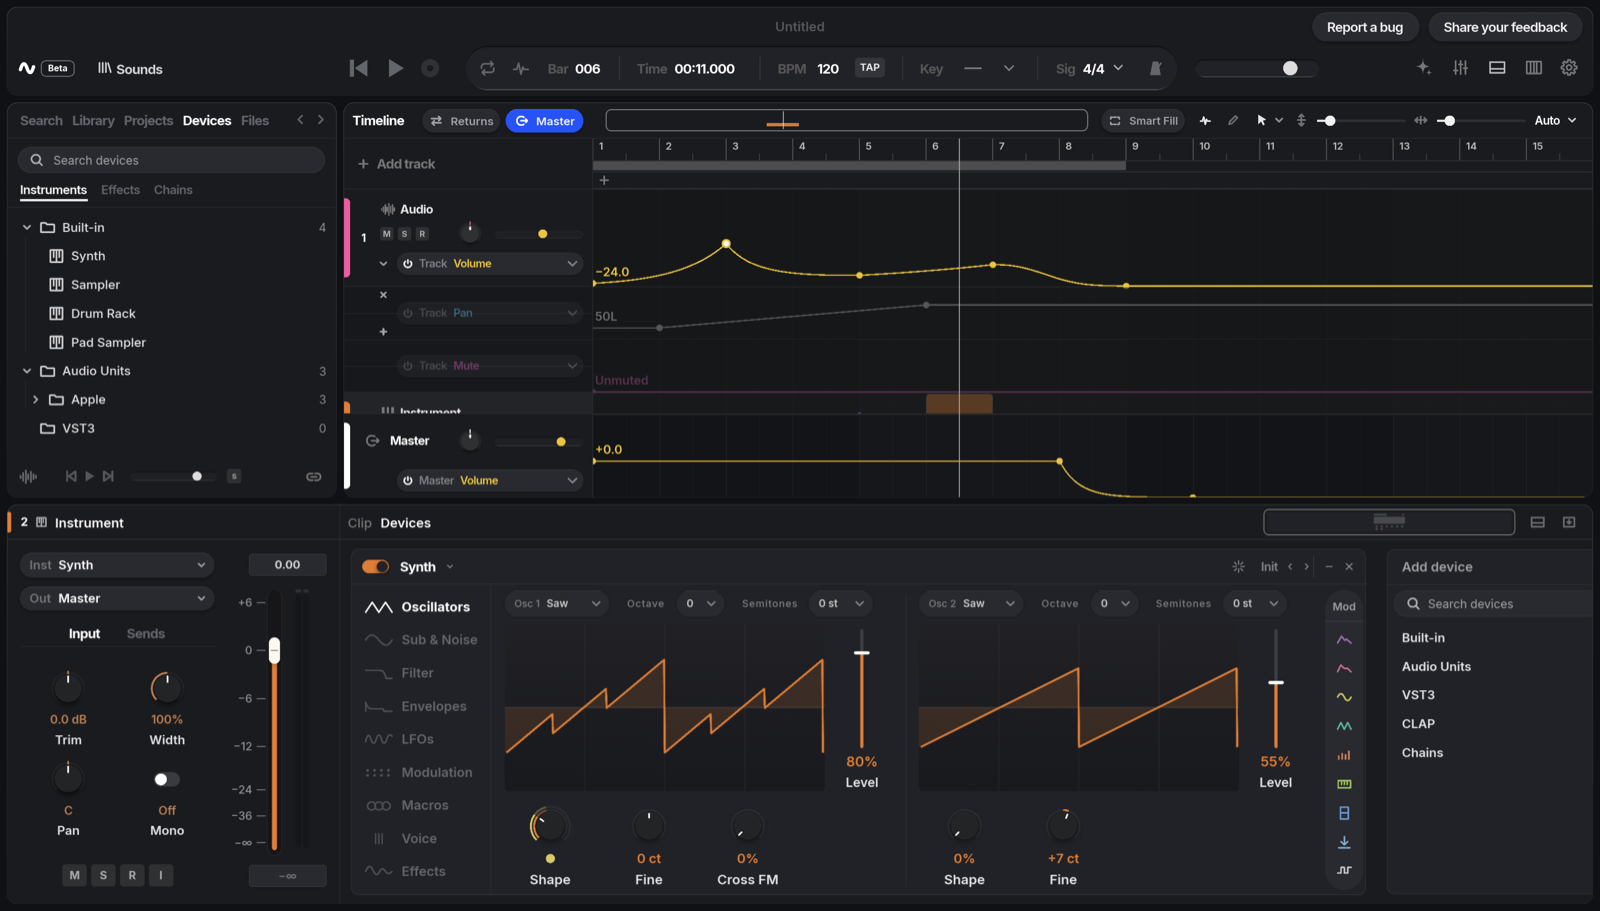 Untitled
Report a bug
Share your feedback
Beta
Sounds
Bar 006
Time 00:11.000
BPM 120 TAP
Key —
Sig 4/4
Search Library Projects Devices Files
Search devices
Instruments Effects Chains
Built-in 4
Synth
Sampler
Drum Rack
Pad Sampler
Audio Units 3
Apple 3
VST3 0
S
Timeline Returns Master
Smart Fill
Auto
Add track
1 2 3 4 5 6 7 8 9 10 11 12 13 14 15
Audio
1 M S R
Track Volume
-24.0
Track Pan
50L
Track Mute
Unmuted
Instrument
Master
+0.0
Master Volume
2 Instrument
Clip Devices
Inst Synth
0.00
Out Master
Input Sends
+6
0
-6
-12
-24
-36
-∞
0.0 dB
Trim
100%
Width
C
Pan
Off
Mono
M S R I
-∞
Synth
Init
Oscillators
Sub & Noise
Filter
Envelopes
LFOs
Modulation
Macros
Voice
Effects
Osc 1 Saw
Octave 0
Semitones 0 st
80%
Level
Shape
0 ct
Fine
0%
Cross FM
Osc 2 Saw
Octave 0
Semitones 0 st
55%
Level
0%
Shape
+7 ct
Fine
Mod
Add device
Search devices
Built-in
Audio Units
VST3
CLAP
Chains